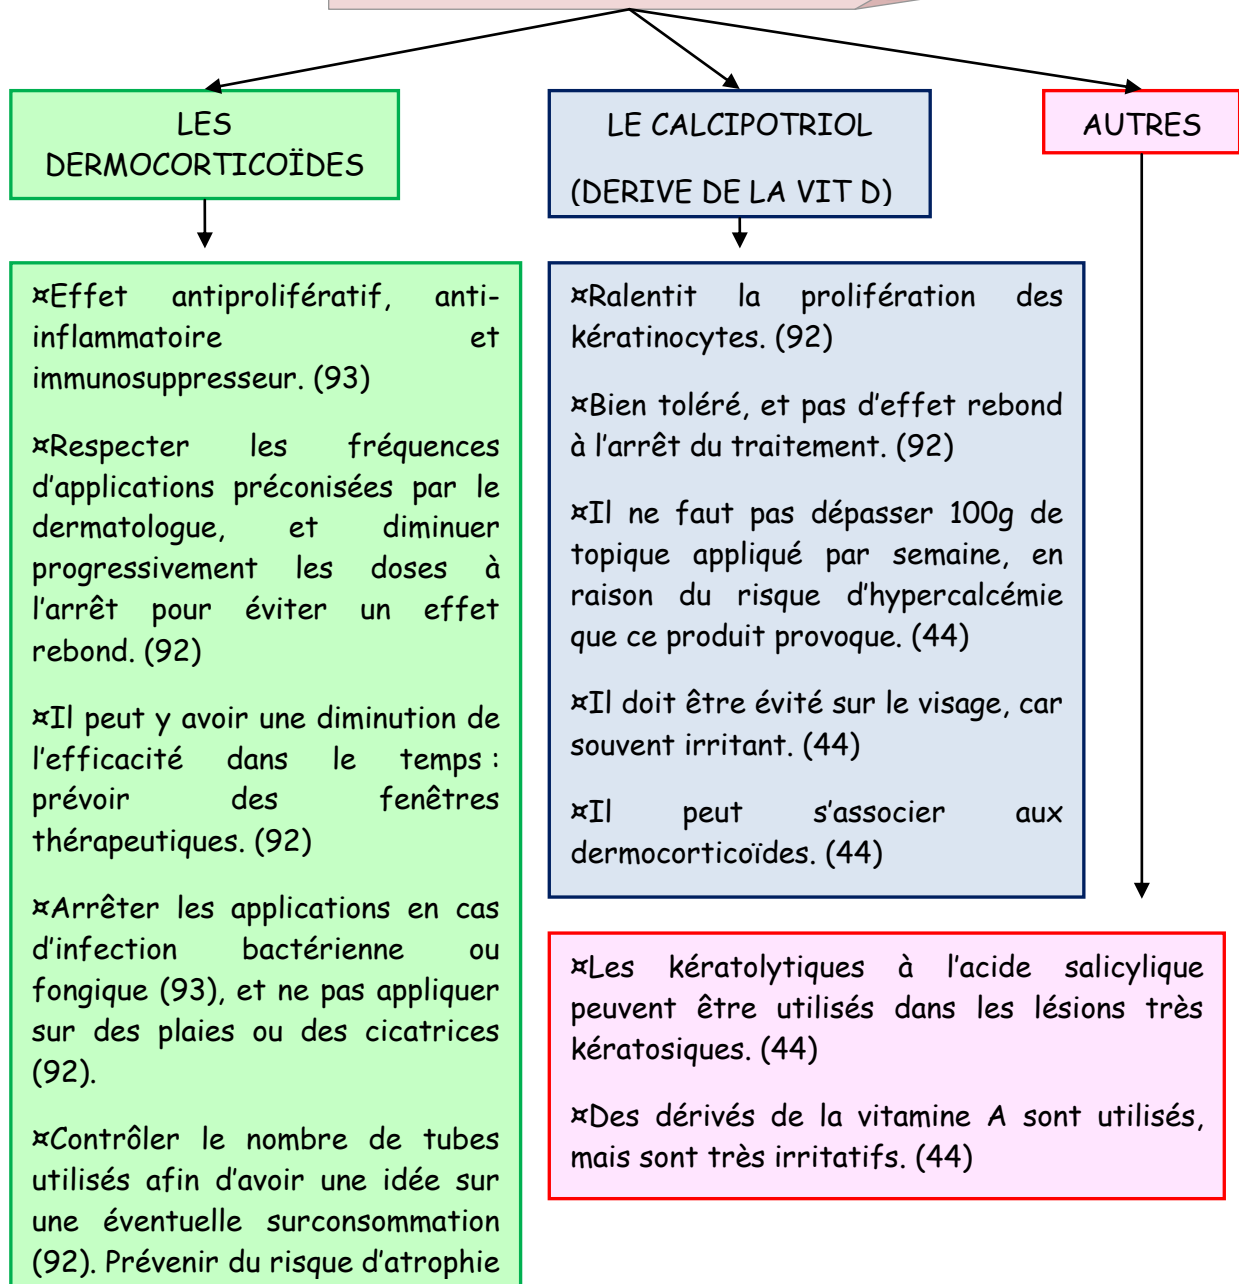 LES
DERMOCORTICOÏDES
¤Effet antiprolifératif, anti-
inflammatoire et
immunosuppresseur. (93)
¤Respecter les fréquences
d’applications préconisées par le
dermatologue, et diminuer
progressivement les doses à
l’arrêt pour éviter un effet
rebond. (92)
¤Il peut y avoir une diminution de
l’efficacité dans le temps :
prévoir des fenêtres
thérapeutiques. (92)
¤Arrêter les applications en cas
d’infection bactérienne ou
fongique (93), et ne pas appliquer
sur des plaies ou des cicatrices
(92).
¤Contrôler le nombre de tubes
utilisés afin d’avoir une idée sur
une éventuelle surconsommation
(92). Prévenir du risque d’atrophie
LE CALCIPOTRIOL
(DERIVE DE LA VIT D)
¤Ralentit la prolifération des
kératinocytes. (92)
¤Bien toléré, et pas d’effet rebond
à l’arrêt du traitement. (92)
¤Il ne faut pas dépasser 100g de
topique appliqué par semaine, en
raison du risque d’hypercalcémie
que ce produit provoque. (44)
¤Il doit être évité sur le visage, car
souvent irritant. (44)
¤Il peut s’associer aux
dermocorticoïdes. (44)
AUTRES
¤Les kératolytiques à l’acide salicylique
peuvent être utilisés dans les lésions très
kératosiques. (44)
¤Des dérivés de la vitamine A sont utilisés,
mais sont très irritatifs. (44)